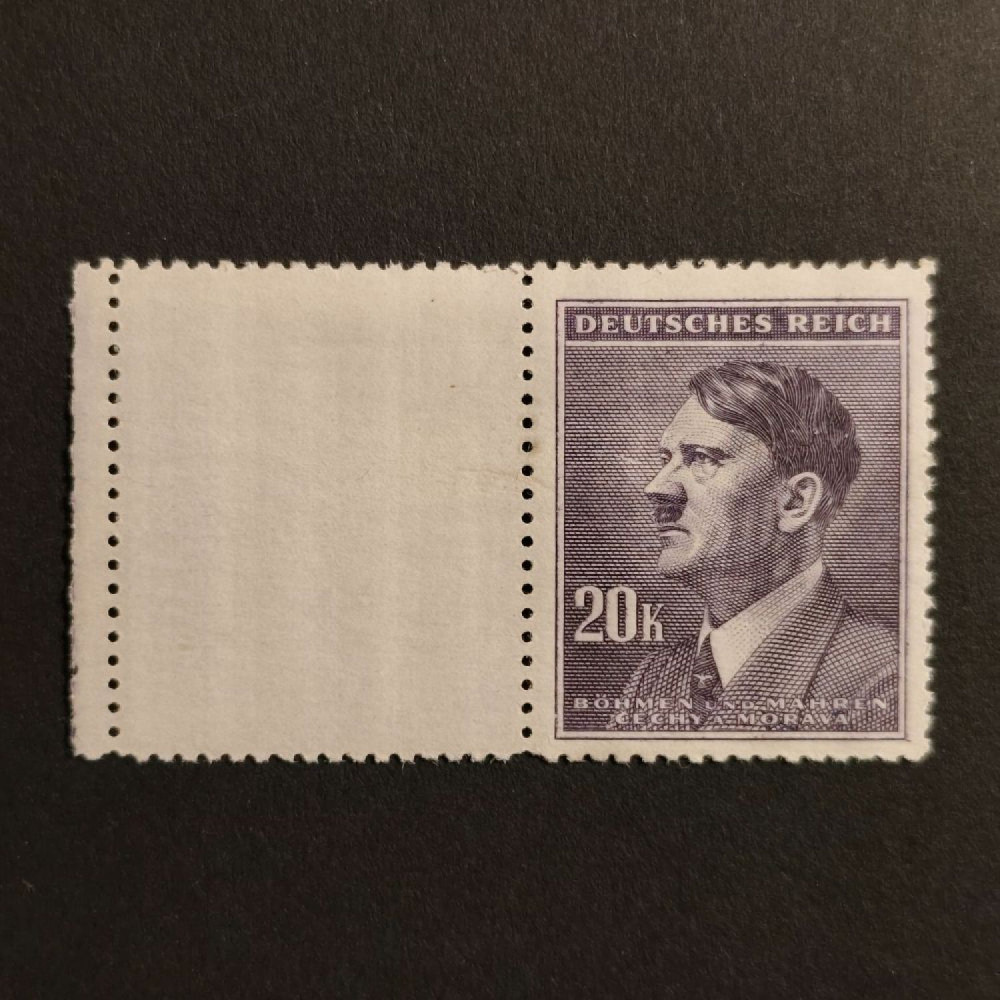 DEUTSCHES REICH
20K
BÖHMEN UND MÄHREN
ČECHY A MORAVA